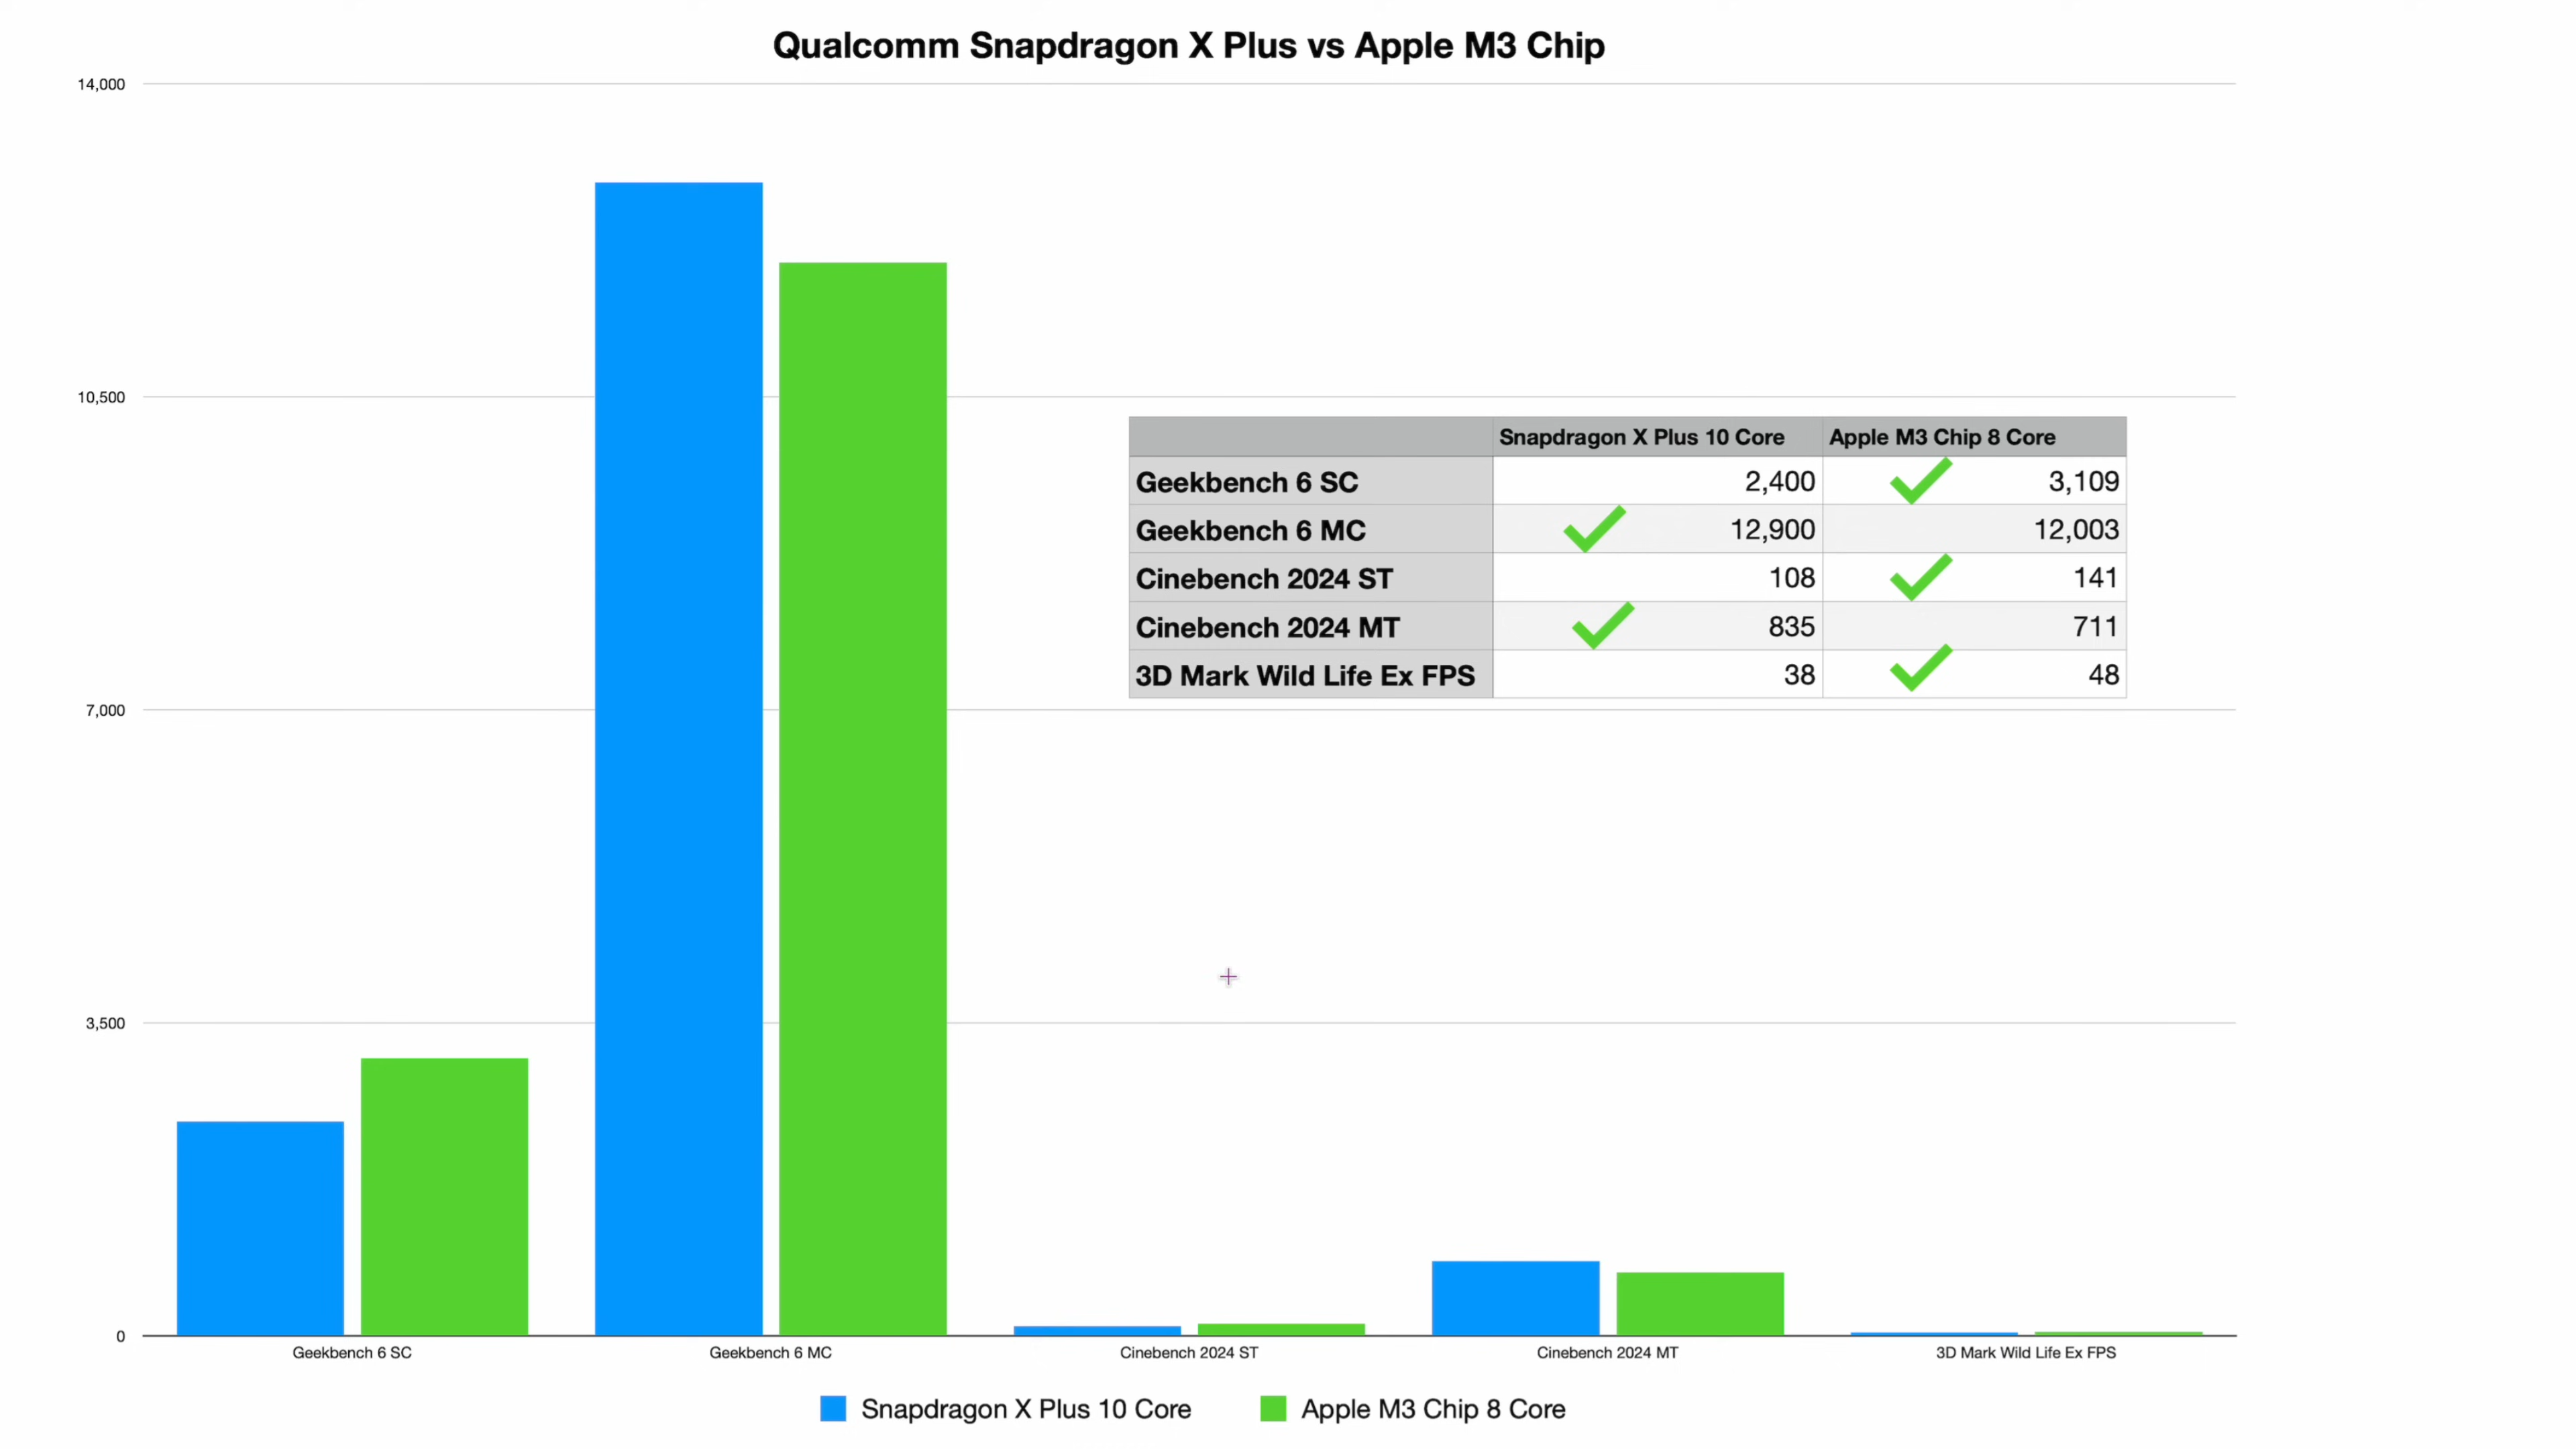 Qualcomm Snapdragon X Plus vs Apple M3 Chip
14,000
10,500
7,000
3,500
0
Snapdragon X Plus 10 Core Apple M3 Chip 8 Core
Geekbench 6 SC 2,400 3,109
Geekbench 6 MC 12,900 12,003
Cinebench 2024 ST 108 141
Cinebench 2024 MT 835 711
3D Mark Wild Life Ex FPS 38 48
Geekbench 6 SC Geekbench 6 MC Cinebench 2024 ST Cinebench 2024 MT 3D Mark Wild Life Ex FPS
Snapdragon X Plus 10 Core Apple M3 Chip 8 Core